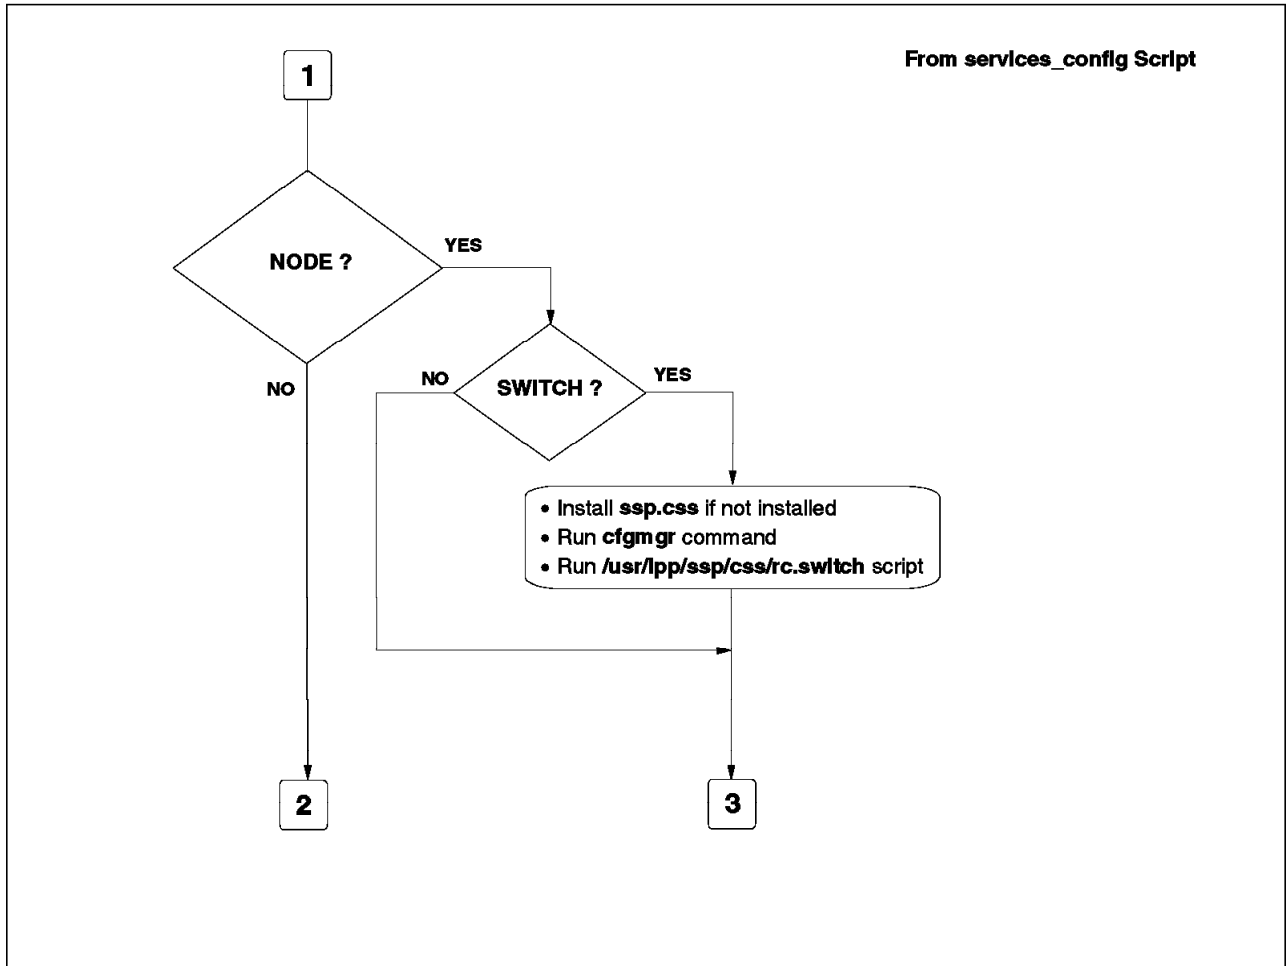 1
From services_config Script
NODE ?
YES
NO
SWITCH ?
NO
YES
• Install ssp.css if not installed
• Run cfgmgr command
• Run /usr/lpp/ssp/css/rc.switch script
2
3